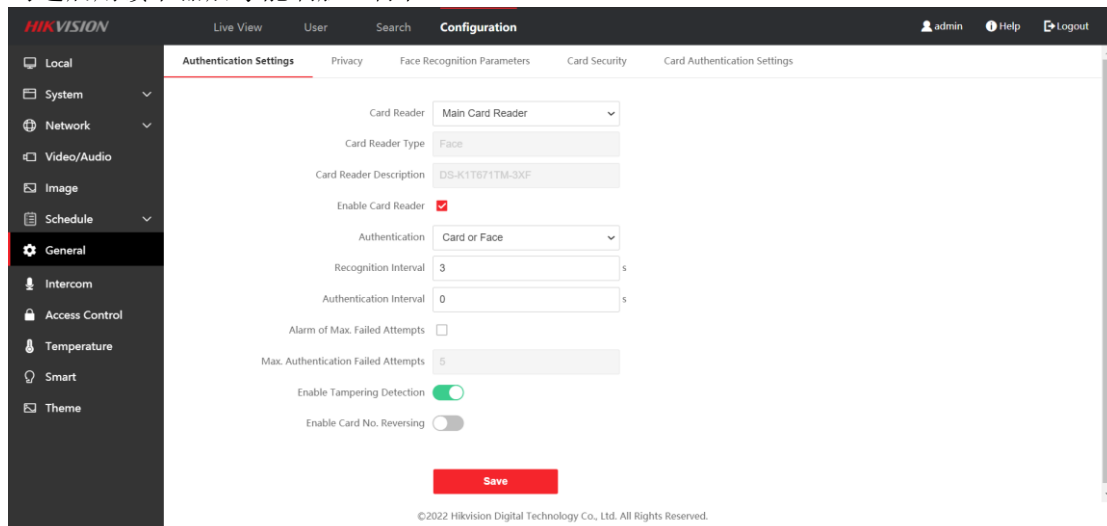 HIKVISION
Live View User Search Configuration admin Help Logout
Local
System
Network
Video/Audio
Image
Schedule
General
Intercom
Access Control
Temperature
Smart
Theme
Authentication Settings Privacy Face Recognition Parameters Card Security Card Authentication Settings
Card Reader Main Card Reader
Card Reader Type Face
Card Reader Description DS-K1T671TM-3XF
Enable Card Reader
Authentication Card or Face
Recognition Interval 3 s
Authentication Interval 0 s
Alarm of Max. Failed Attempts
Max. Authentication Failed Attempts 5
Enable Tampering Detection
Enable Card No. Reversing
Save
©2022 Hikvision Digital Technology Co., Ltd. All Rights Reserved.